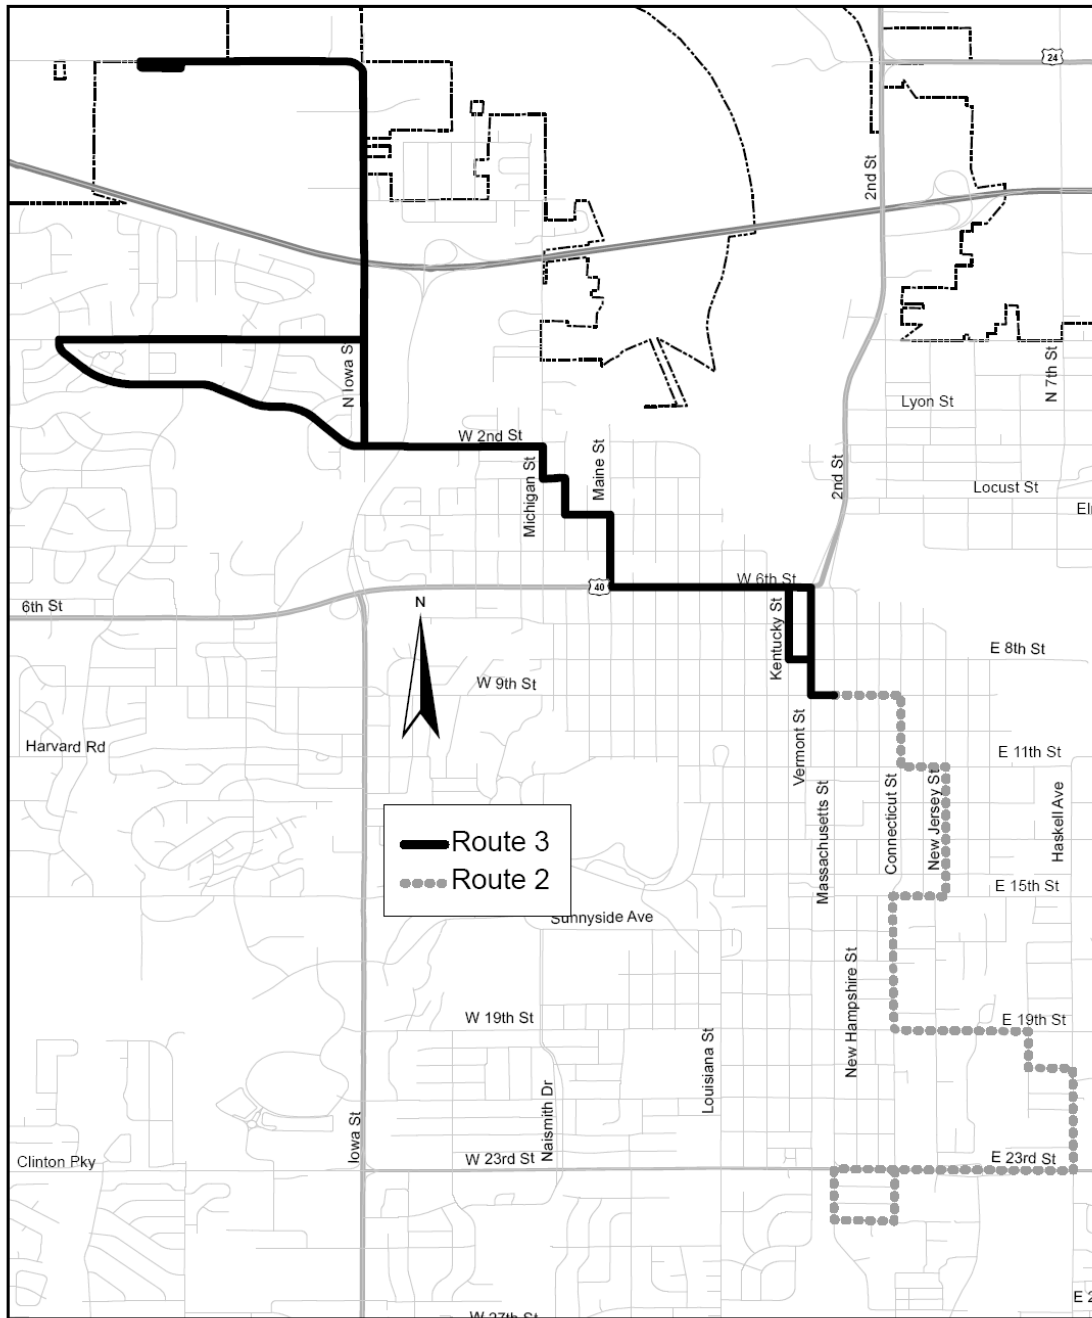 24
2nd St
N 7th St
N Iowa S
Lyon St
W 2nd St
Maine St
Michigan St
2nd St
Locust St
El
40
W 6th St
6th St
N
Kentucky St
E 8th St
W 9th St
Vermont St
Harvard Rd
E 11th St
Massachusetts St
Connecticut St
New Jersey St
Haskell Ave
Route 3
Route 2
E 15th St
Sunnyside Ave
New Hampshire St
W 19th St
E 19th St
Louisiana St
Naismith Dr
Iowa St
Clinton Pky
W 23rd St
E 23rd St
E 2
W 27th St